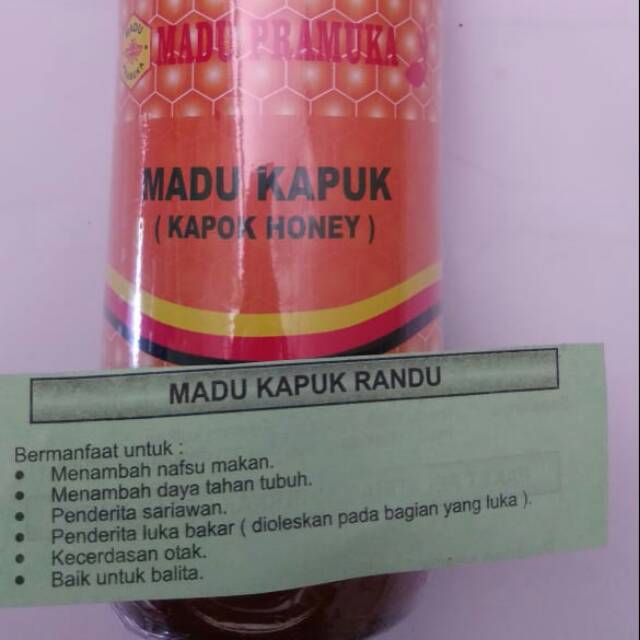 MADU
MADU PRAMUKA
MADU KAPUK
( KAPOK HONEY )
MADU KAPUK RANDU
Bermanfaat untuk :
• Menambah nafsu makan.
• Menambah daya tahan tubuh.
• Penderita sariawan.
• Penderita luka bakar ( dioleskan pada bagian yang luka ).
• Kecerdasan otak.
• Baik untuk balita.